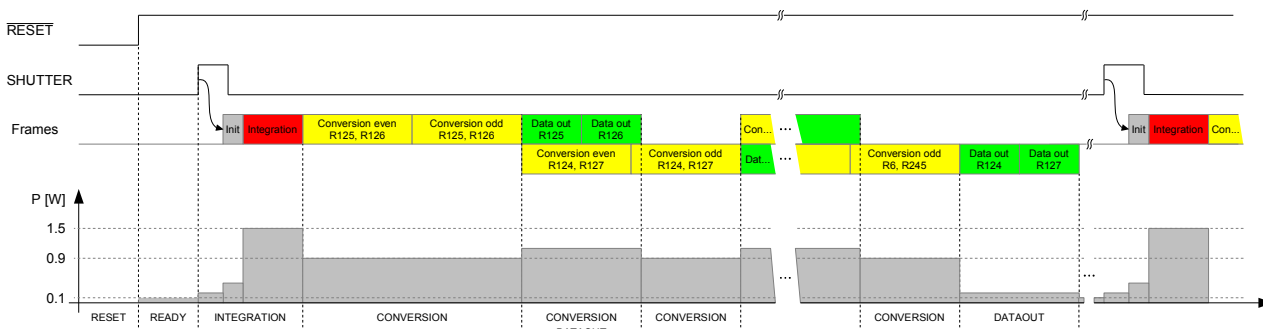 RESET
SHUTTER
Frames
Init
Integration
Conversion even
R125, R126
Conversion odd
R125, R126
Data out
R125
Data out
R126
Con...
...
Init
Integration
Con...
Conversion even
R124, R127
Conversion odd
R124, R127
Dat...
...
Conversion odd
R6, R245
Data out
R124
Data out
R127
P [W]
1.5
0.9
0.1
...
...
RESET
READY
INTEGRATION
CONVERSION
CONVERSION
CONVERSION
CONVERSION
DATAOUT